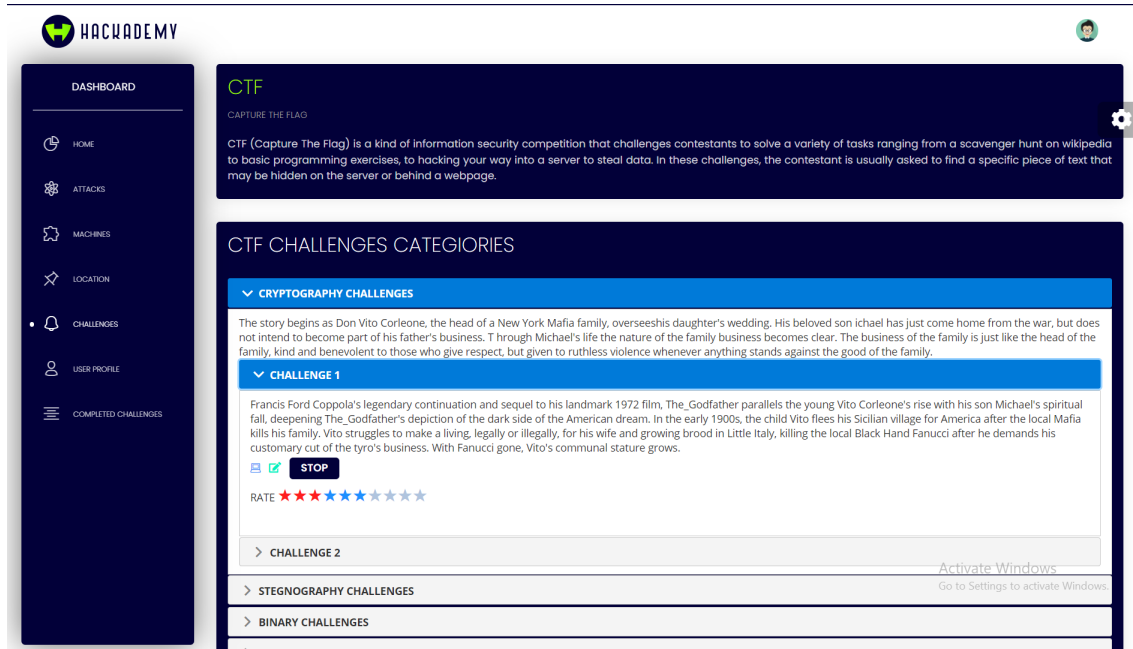 HACKADEMY
DASHBOARD
HOME
ATTACKS
MACHINES
LOCATION
CHALLENGES
USER PROFILE
COMPLETED CHALLENGES
CTF
CAPTURE THE FLAG
CTF (Capture The Flag) is a kind of information security competition that challenges contestants to solve a variety of tasks ranging from a scavenger hunt on wikipedia
to basic programming exercises, to hacking your way into a server to steal data. In these challenges, the contestant is usually asked to find a specific piece of text that
may be hidden on the server or behind a webpage.
CTF CHALLENGES CATEGIORIES
CRYPTOGRAPHY CHALLENGES
The story begins as Don Vito Corleone, the head of a New York Mafia family, overseeshis daughter's wedding. His beloved son ichael has just come home from the war, but does
not intend to become part of his father's business. T hrough Michael's life the nature of the family business becomes clear. The business of the family is just like the head of the
family, kind and benevolent to those who give respect, but given to ruthless violence whenever anything stands against the good of the family.
CHALLENGE 1
Francis Ford Coppola's legendary continuation and sequel to his landmark 1972 film, The_Godfather parallels the young Vito Corleone's rise with his son Michael's spiritual
fall, deepening The_Godfather's depiction of the dark side of the American dream. In the early 1900s, the child Vito flees his Sicilian village for America after the local Mafia
kills his family. Vito struggles to make a living, legally or illegally, for his wife and growing brood in Little Italy, killing the local Black Hand Fanucci after he demands his
customary cut of the tyro's business. With Fanucci gone, Vito's communal stature grows.
STOP
RATE
CHALLENGE 2
STEGNOGRAPHY CHALLENGES
BINARY CHALLENGES
Activate Windows
Go to Settings to activate Windows.